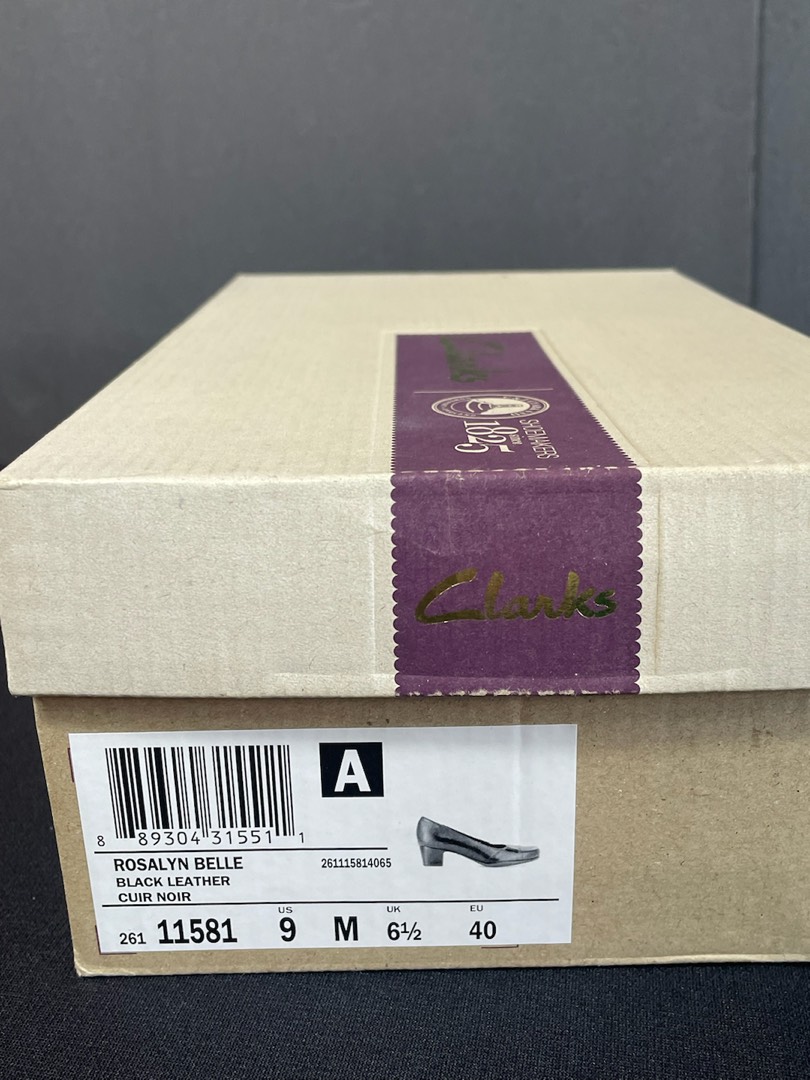 SHOEMAKERS
FROM
1825
Clarks
A
8 89304 31551 1
ROSALYN BELLE
261115814065
BLACK LEATHER
CUIR NOIR
US
UK
EU
261 11581 9 M 6½ 40